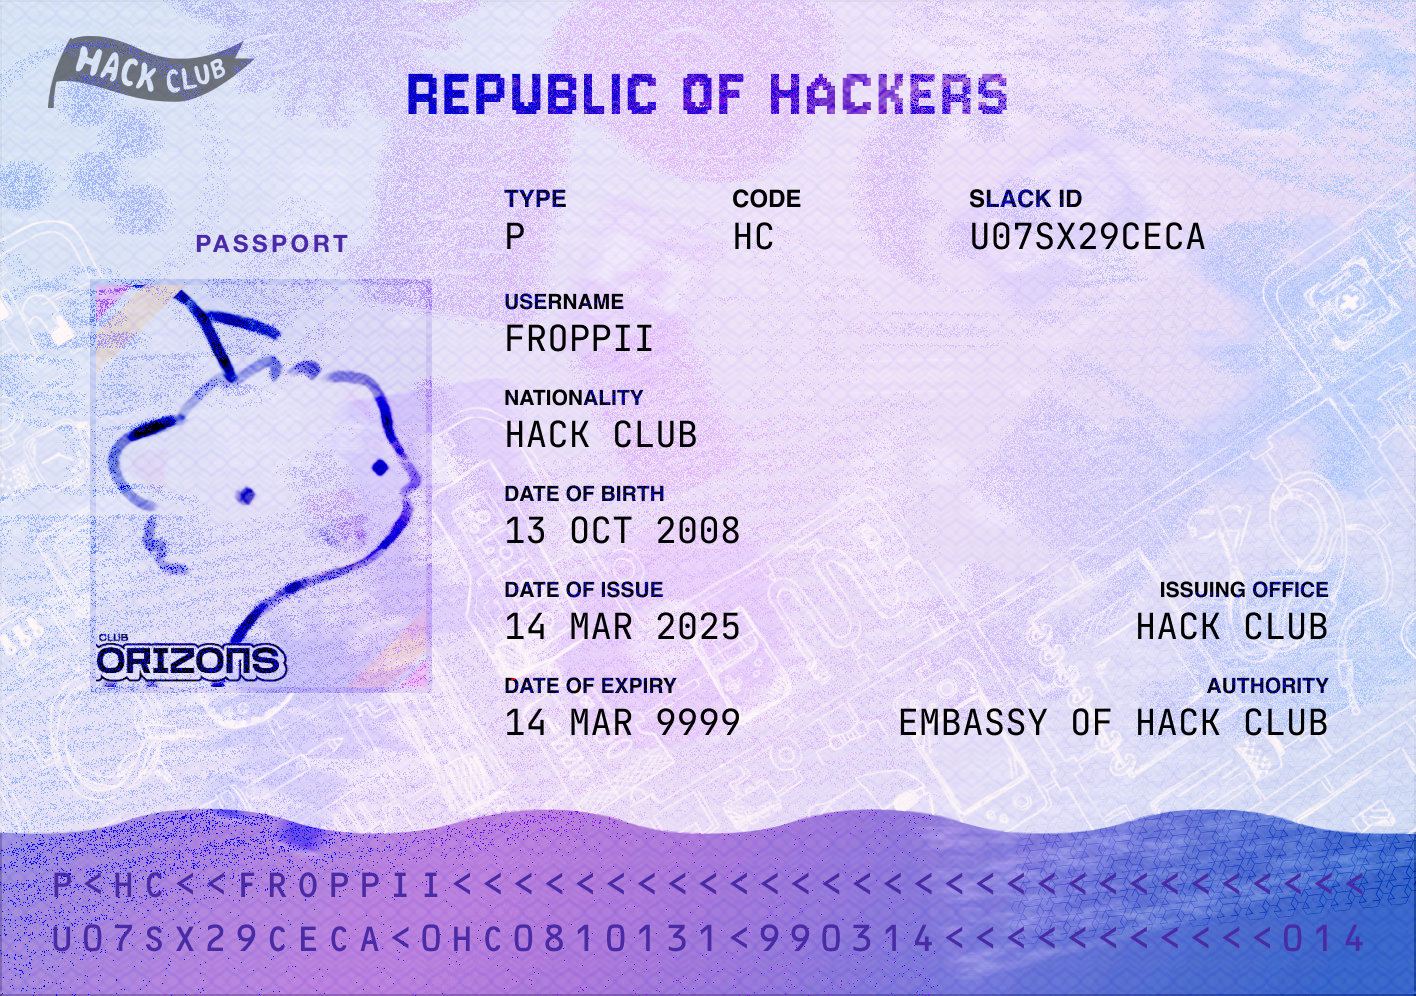 HACK CLUB
REPUBLIC OF HACKERS
PASSPORT
TYPE CODE SLACK ID
P HC U07SX29CECA
USERNAME
FROPPII
NATIONALITY
HACK CLUB
DATE OF BIRTH
13 OCT 2008
DATE OF ISSUE
14 MAR 2025
ISSUING OFFICE
HACK CLUB
DATE OF EXPIRY
14 MAR 9999
AUTHORITY
EMBASSY OF HACK CLUB
CLUB
ORIZONS
P<HC<<FROPPII<<<<<<<<<<<<<<<<<<<<<<<<<<<<<<
U07SX29CECA<0HC0810131<990314<<<<<<<<<<<014